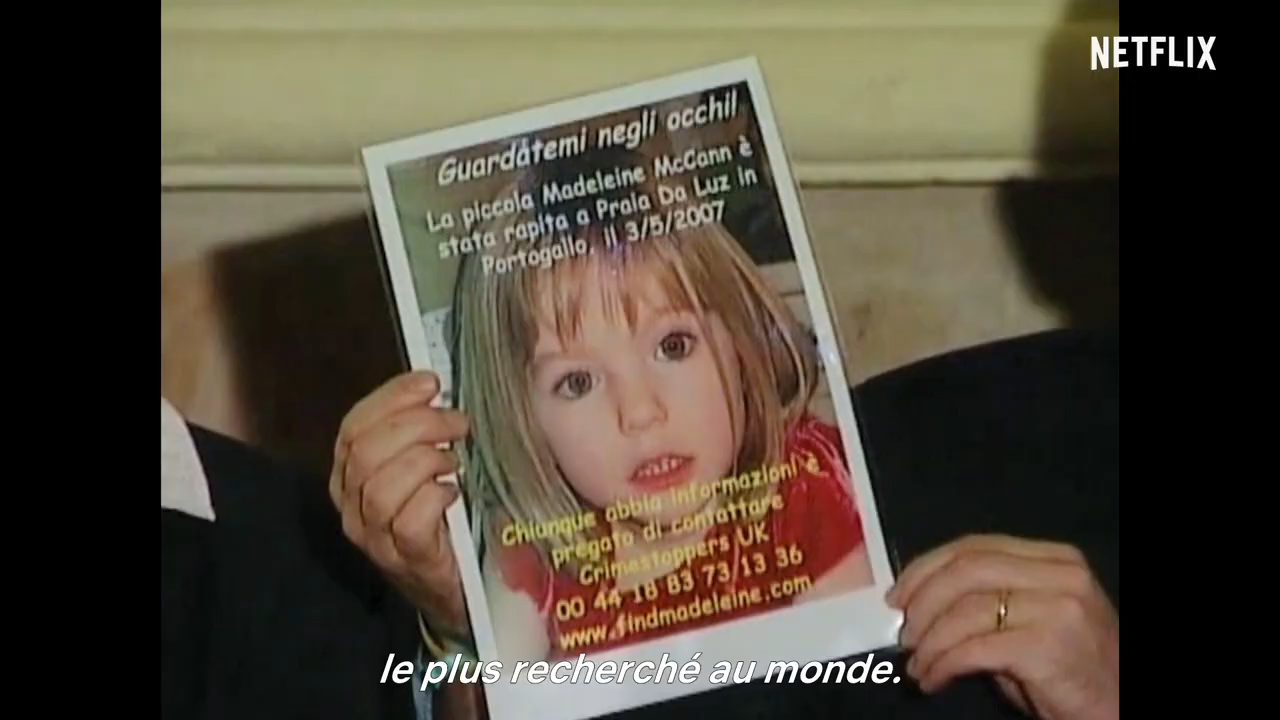 NETFLIX
Guardatemi negli occhi!
La piccola Madeleine McCann è
stata rapita a Praia Da Luz in
Portogallo, il 3/5/2007
Chiunque abbia informazioni è
pregato di contattare
Crimestoppers UK
00 44 18 83 73 13 36
www.findmadeleine.com
le plus recherché au monde.